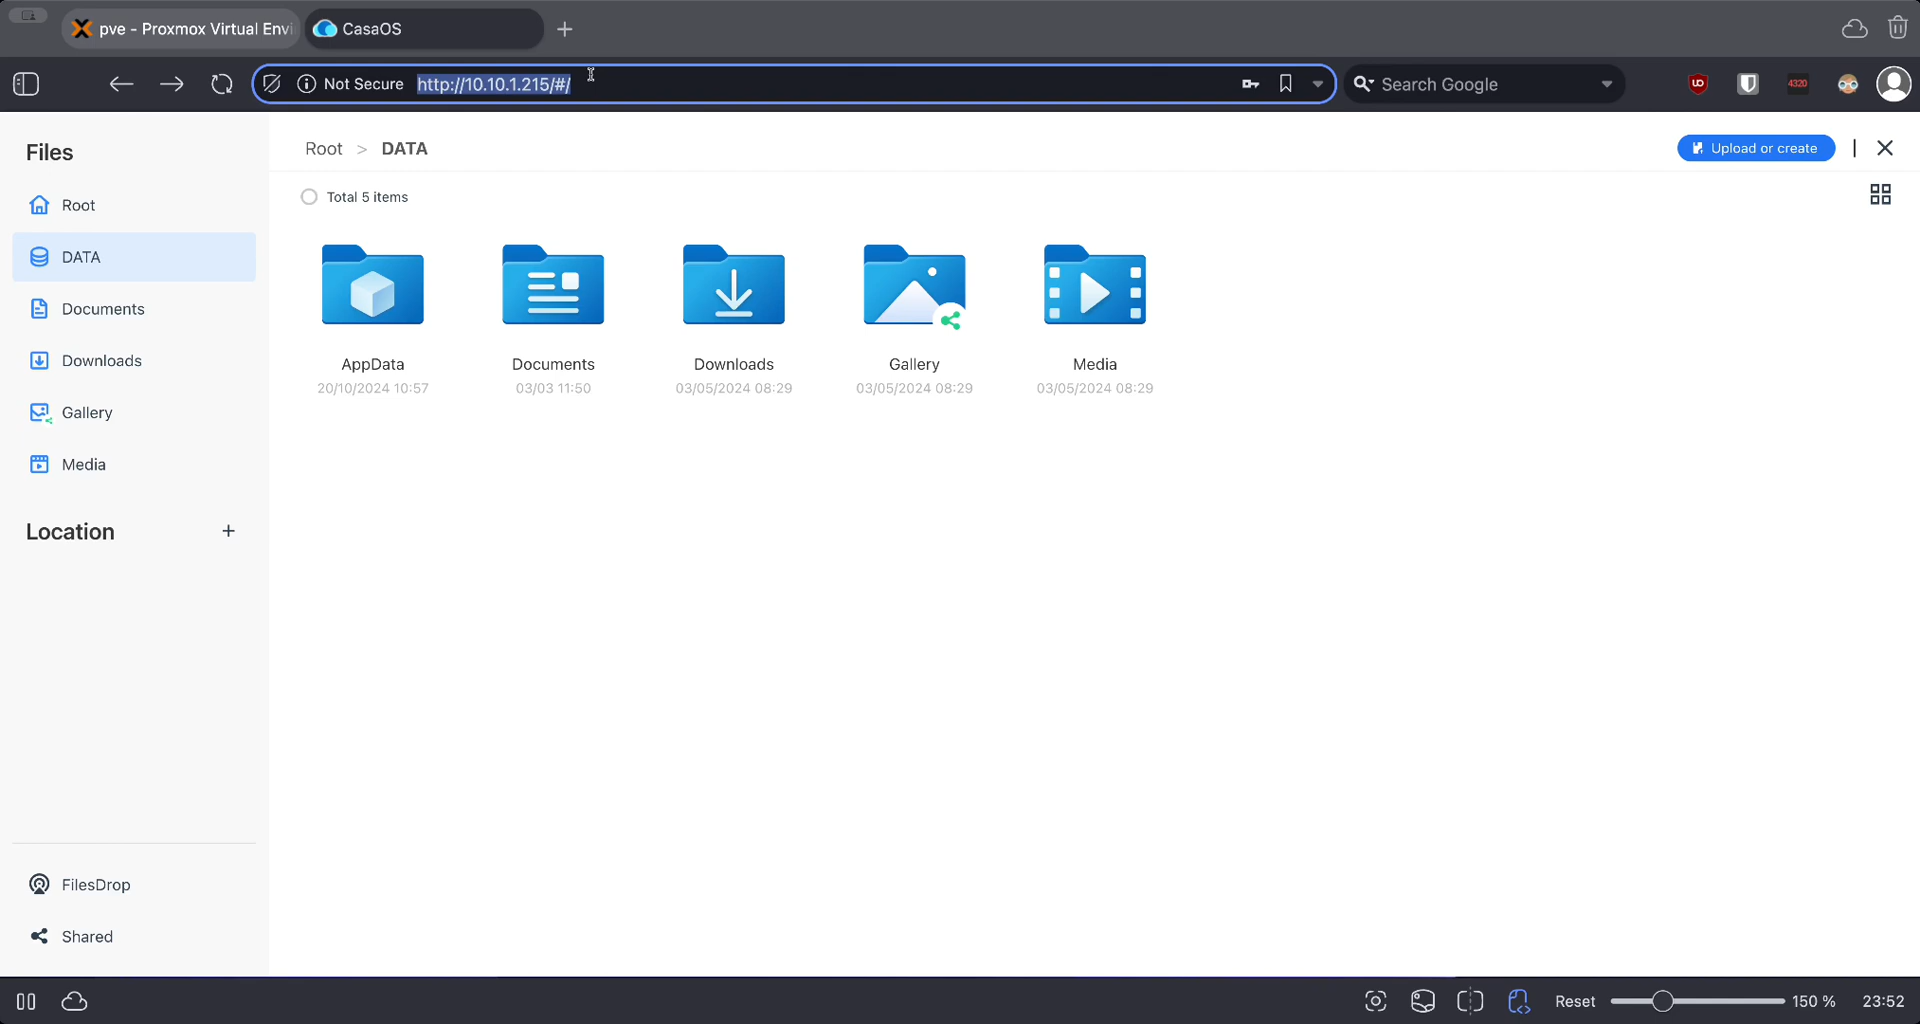 pve - Proxmox Virtual Envi
CasaOS
Not Secure http://10.10.1.215/#/
Search Google
4320
Files
Root > DATA
Upload or create
Total 5 items
Root
DATA
Documents
Downloads
Gallery
Media
AppData
20/10/2024 10:57
Documents
03/03 11:50
Downloads
03/05/2024 08:29
Gallery
03/05/2024 08:29
Media
03/05/2024 08:29
Location +
FilesDrop
Shared
Reset 150 % 23:52